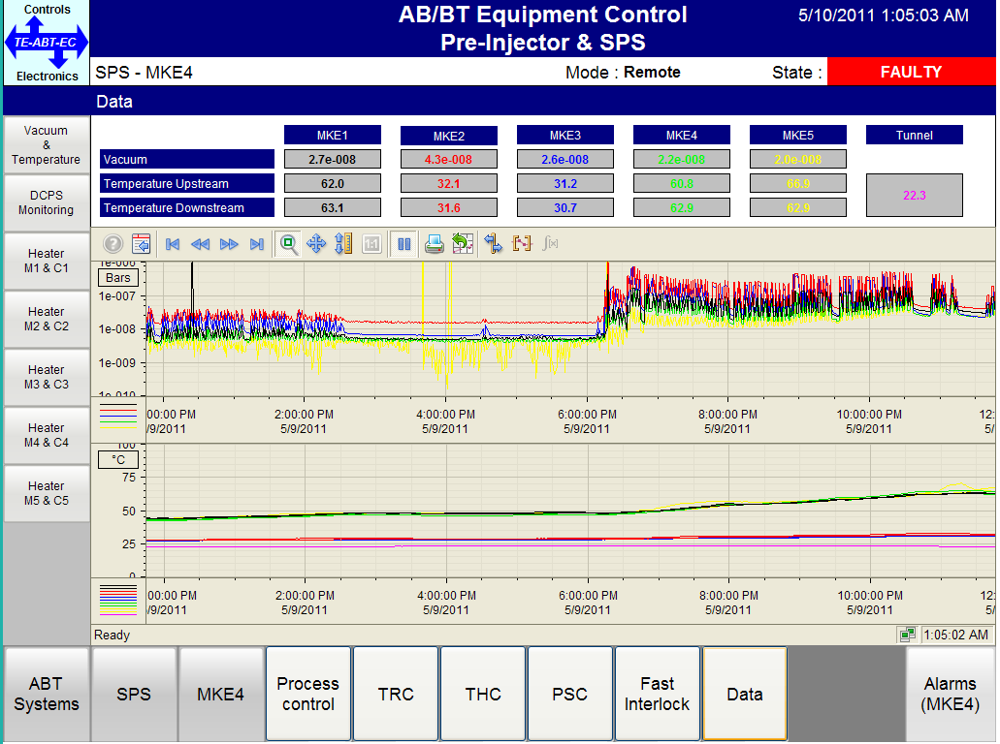 Controls
TE-ABT-EC
Electronics
AB/BT Equipment Control
Pre-Injector & SPS
5/10/2011 1:05:03 AM
SPS - MKE4
Mode : Remote
State : FAULTY
Data
Vacuum
&
Temperature
DCPS
Monitoring
Heater
M1 & C1
Heater
M2 & C2
Heater
M3 & C3
Heater
M4 & C4
Heater
M5 & C5
MKE1 MKE2 MKE3 MKE4 MKE5 Tunnel
Vacuum 2.7e-008 4.3e-008 2.6e-008 2.2e-008 2.0e-008
Temperature Upstream 62.0 32.1 31.2 60.8 66.9
22.3
Temperature Downstream 63.1 31.6 30.7 62.9 62.9
1:1
1e-006
Bars
1e-007
1e-008
1e-009
1e-010
00:00 PM 2:00:00 PM 4:00:00 PM 6:00:00 PM 8:00:00 PM 10:00:00 PM 12:
/9/2011 5/9/2011 5/9/2011 5/9/2011 5/9/2011 5/9/2011 5/
100
°C
75
50
25
0
00:00 PM 2:00:00 PM 4:00:00 PM 6:00:00 PM 8:00:00 PM 10:00:00 PM 12:
/9/2011 5/9/2011 5/9/2011 5/9/2011 5/9/2011 5/9/2011 5/
Ready
1:05:02 AM
ABT
Systems
SPS
MKE4
Process
control
TRC
THC
PSC
Fast
Interlock
Data
Alarms
(MKE4)